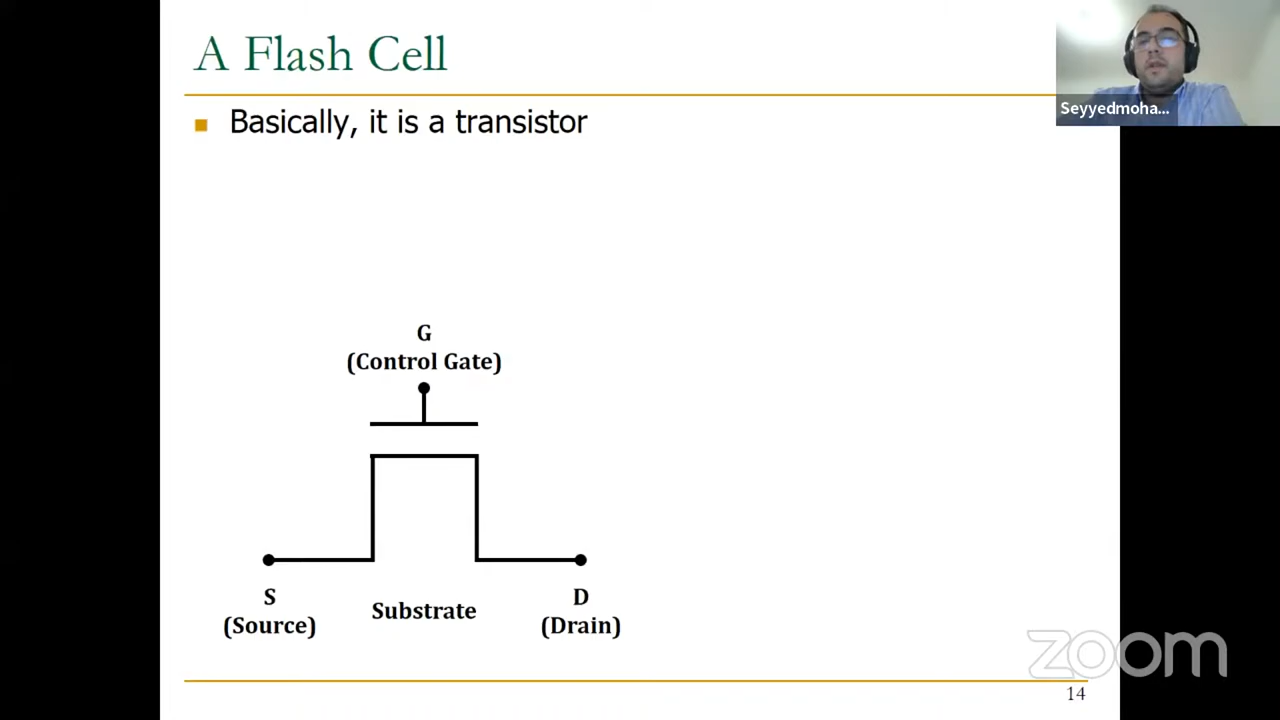 A Flash Cell
Basically, it is a transistor
Seyyedmoha...
G
(Control Gate)
S
(Source)
Substrate
D
(Drain)
zoom
14